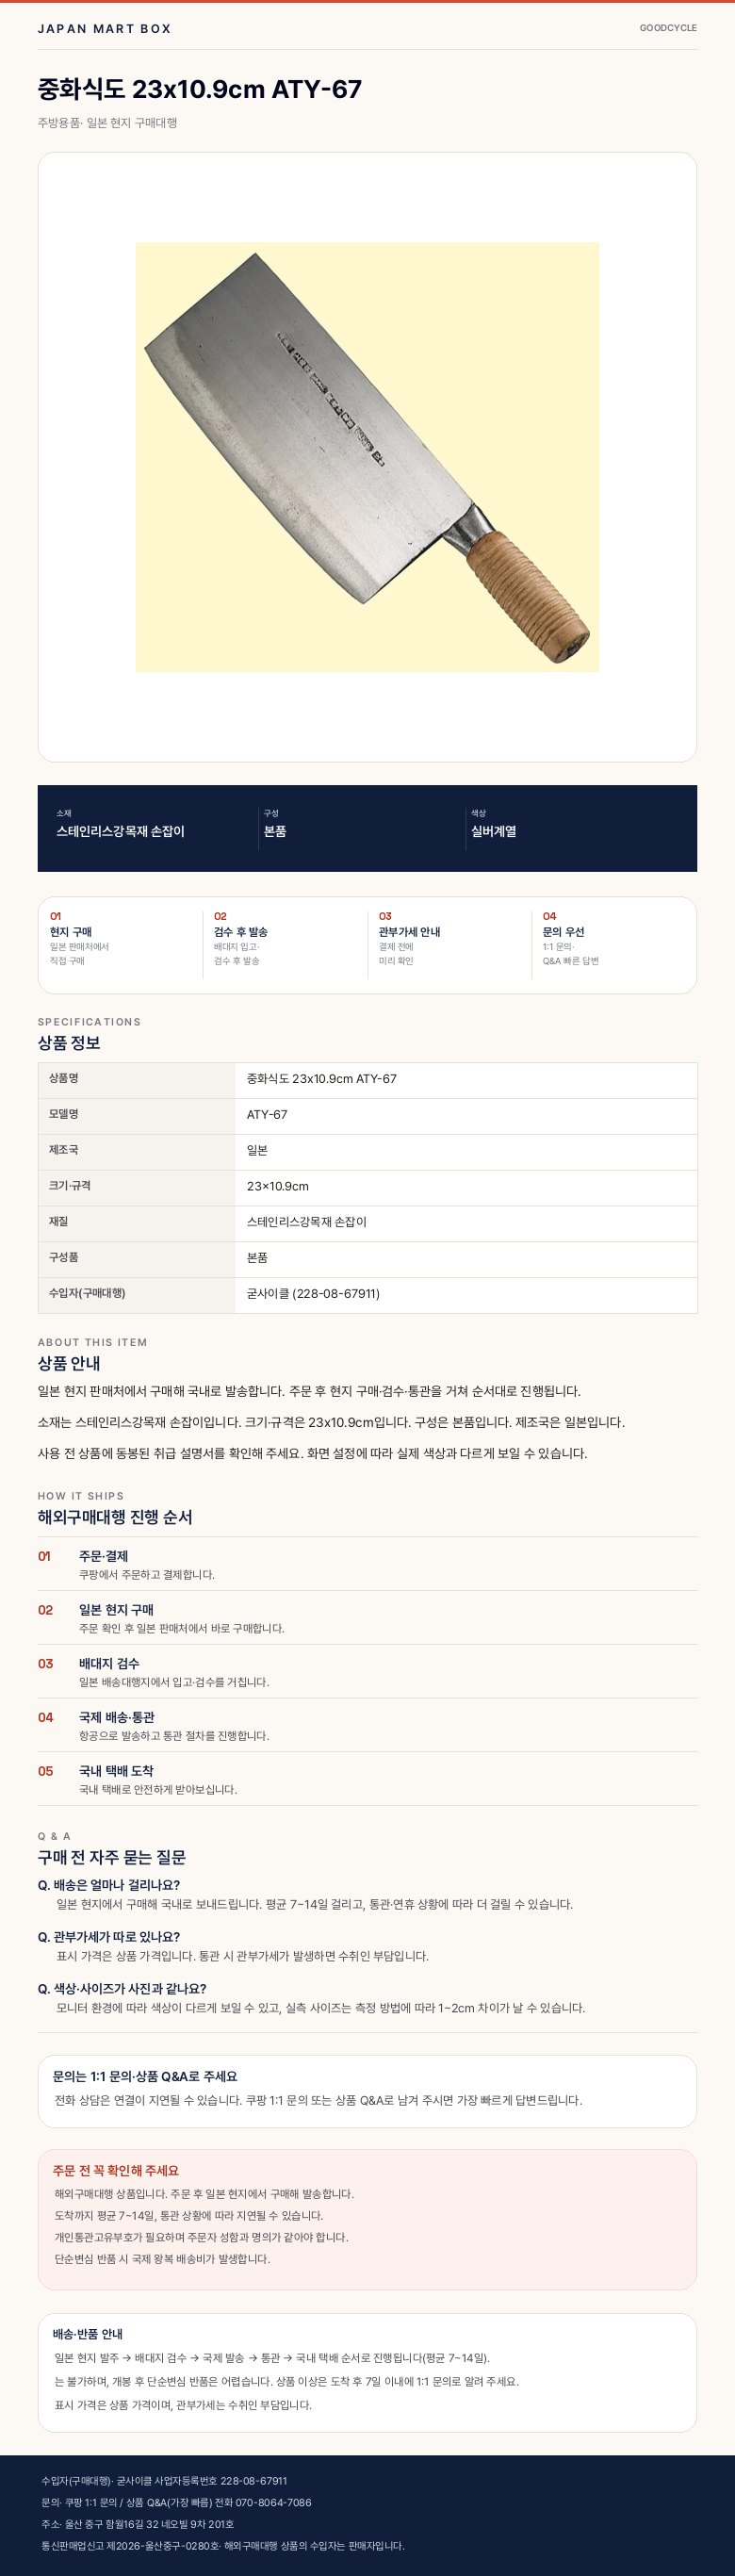 JAPAN MART BOX
GOODCYCLE
중화식도 23x10.9cm ATY-67
주방용품· 일본 현지 구매대행
소재
스테인리스강목재 손잡이
구성
본품
색상
실버계열
01
현지 구매
일본 판매처에서
직접 구매
02
검수 후 발송
배대지 입고·
검수 후 발송
03
관부가세 안내
결제 전에
미리 확인
04
문의 우선
1:1 문의·
Q&A 빠른 답변
SPECIFICATIONS
상품 정보
상품명 중화식도 23x10.9cm ATY-67
모델명 ATY-67
제조국 일본
크기·규격 23×10.9cm
재질 스테인리스강목재 손잡이
구성품 본품
수입자(구매대행) 굳사이클 (228-08-67911)
ABOUT THIS ITEM
상품 안내
일본 현지 판매처에서 구매해 국내로 발송합니다. 주문 후 현지 구매·검수·통관을 거쳐 순서대로 진행됩니다.
소재는 스테인리스강목재 손잡이입니다. 크기·규격은 23x10.9cm입니다. 구성은 본품입니다. 제조국은 일본입니다.
사용 전 상품에 동봉된 취급 설명서를 확인해 주세요. 화면 설정에 따라 실제 색상과 다르게 보일 수 있습니다.
HOW IT SHIPS
해외구매대행 진행 순서
01 주문·결제
쿠팡에서 주문하고 결제합니다.
02 일본 현지 구매
주문 확인 후 일본 판매처에서 바로 구매합니다.
03 배대지 검수
일본 배송대행지에서 입고·검수를 거칩니다.
04 국제 배송·통관
항공으로 발송하고 통관 절차를 진행합니다.
05 국내 택배 도착
국내 택배로 안전하게 받아보십니다.
Q & A
구매 전 자주 묻는 질문
Q. 배송은 얼마나 걸리나요?
일본 현지에서 구매해 국내로 보내드립니다. 평균 7~14일 걸리고, 통관·연휴 상황에 따라 더 걸릴 수 있습니다.
Q. 관부가세가 따로 있나요?
표시 가격은 상품 가격입니다. 통관 시 관부가세가 발생하면 수취인 부담입니다.
Q. 색상·사이즈가 사진과 같나요?
모니터 환경에 따라 색상이 다르게 보일 수 있고, 실측 사이즈는 측정 방법에 따라 1~2cm 차이가 날 수 있습니다.
문의는 1:1 문의·상품 Q&A로 주세요
전화 상담은 연결이 지연될 수 있습니다. 쿠팡 1:1 문의 또는 상품 Q&A로 남겨 주시면 가장 빠르게 답변드립니다.
주문 전 꼭 확인해 주세요
해외구매대행 상품입니다. 주문 후 일본 현지에서 구매해 발송합니다.
도착까지 평균 7~14일, 통관 상황에 따라 지연될 수 있습니다.
개인통관고유부호가 필요하며 주문자 성함과 명의가 같아야 합니다.
단순변심 반품 시 국제 왕복 배송비가 발생합니다.
배송·반품 안내
일본 현지 발주 → 배대지 검수 → 국제 발송 → 통관 → 국내 택배 순서로 진행됩니다(평균 7~14일).
는 불가하며, 개봉 후 단순변심 반품은 어렵습니다. 상품 이상은 도착 후 7일 이내에 1:1 문의로 알려 주세요.
표시 가격은 상품 가격이며, 관부가세는 수취인 부담입니다.
수입자(구매대행)· 굳사이클 사업자등록번호 228-08-67911
문의· 쿠팡 1:1 문의 / 상품 Q&A(가장 빠름) 전화 070-8064-7086
주소· 울산 중구 함월16길 32 네오빌 9차 201호
통신판매업신고 제2026-울산중구-0280호· 해외구매대행 상품의 수입자는 판매자입니다.